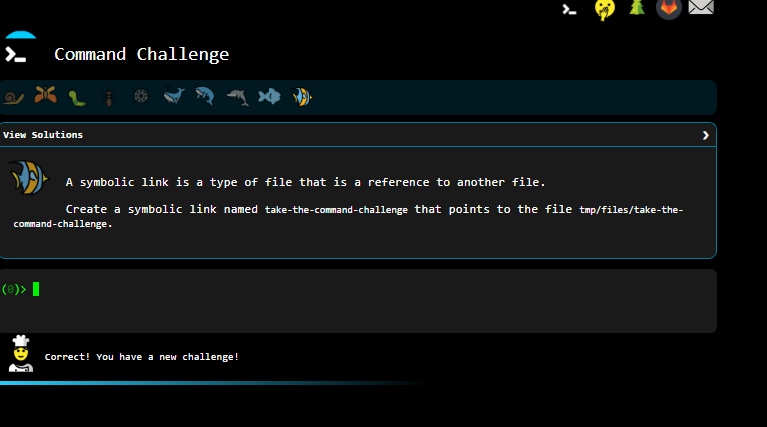 Command Challenge
View Solutions
A symbolic link is a type of file that is a reference to another file.
Create a symbolic link named take-the-command-challenge that points to the file tmp/files/take-the-
command-challenge.
(0)>
Correct! You have a new challenge!